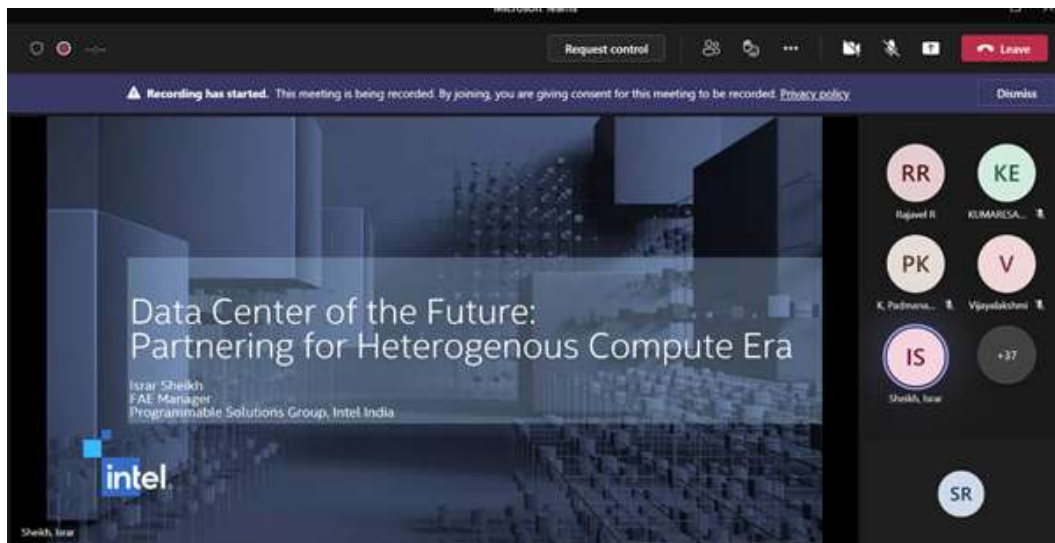 Microsoft Teams
Request control
Leave
Recording has started. This meeting is being recorded. By joining, you are giving consent for this meeting to be recorded. Privacy policy
Dismiss
Data Center of the Future:
Partnering for Heterogenous Compute Era
Israr Sheikh
FAE Manager
Programmable Solutions Group, Intel India
intel
Sheikh, Israr
RR
KE
Rajavel R
KUMARESA...
PK
V
K, Padmana...
Vijayalakshmi
IS
+37
Sheikh, Israr
SR